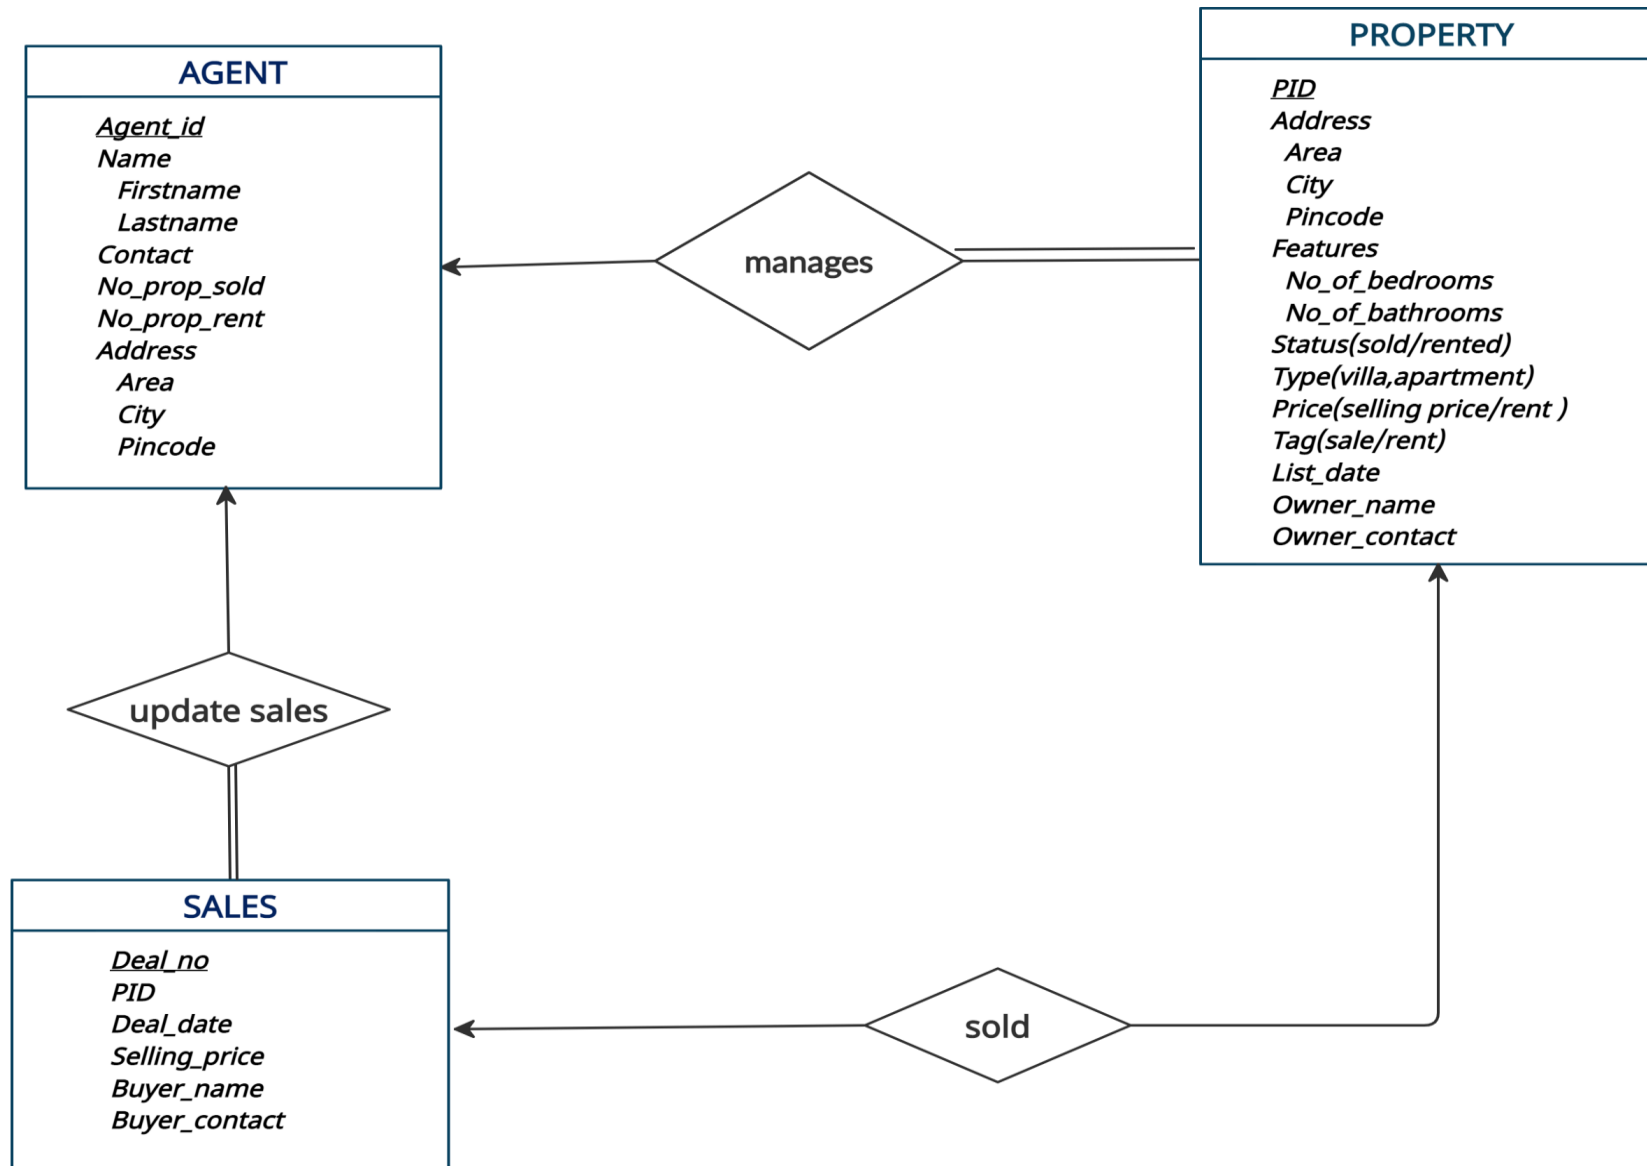 AGENT
Agent_id
Name
Firstname
Lastname
Contact
No_prop_sold
No_prop_rent
Address
Area
City
Pincode
manages
PROPERTY
PID
Address
Area
City
Pincode
Features
No_of_bedrooms
No_of_bathrooms
Status(sold/rented)
Type(villa,apartment)
Price(selling price/rent )
Tag(sale/rent)
List_date
Owner_name
Owner_contact
update sales
SALES
Deal_no
PID
Deal_date
Selling_price
Buyer_name
Buyer_contact
sold